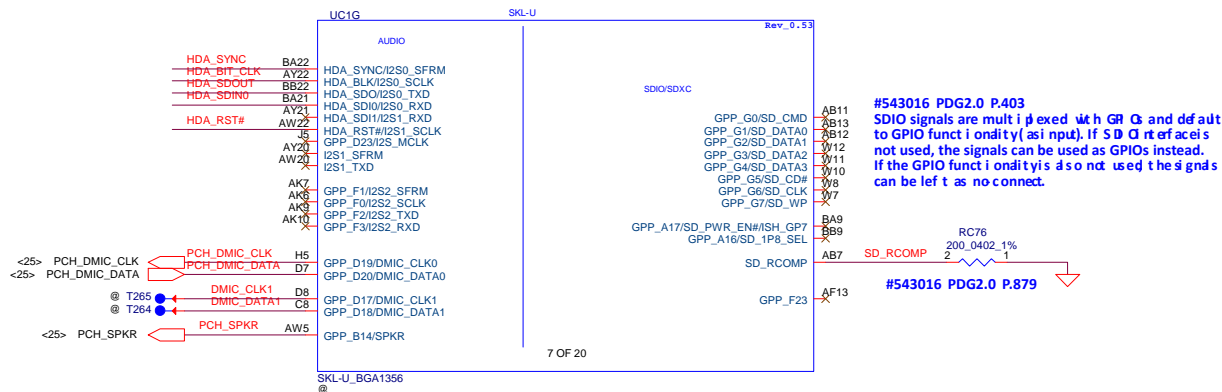 UC1G
SKL-U
Rev_0.53
AUDIO
SDIO/SDXC
HDA_SYNC BA22 HDA_SYNC/I2S0_SFRM
HDA_BIT_CLK AY22 HDA_BLK/I2S0_SCLK
HDA_SDOUT BB22 HDA_SDO/I2S0_TXD
HDA_SDIN0 BA21 HDA_SDI0/I2S0_RXD
AY21 HDA_SDI1/I2S1_RXD
HDA_RST# AW22 HDA_RST#/I2S1_SCLK
J5 GPP_D23/I2S_MCLK
AY20 I2S1_SFRM
AW20 I2S1_TXD
AK7 GPP_F1/I2S2_SFRM
AK6 GPP_F0/I2S2_SCLK
AK9 GPP_F2/I2S2_TXD
AK10 GPP_F3/I2S2_RXD
<25> PCH_DMIC_CLK PCH_DMIC_CLK H5 GPP_D19/DMIC_CLK0
<25> PCH_DMIC_DATA PCH_DMIC_DATA D7 GPP_D20/DMIC_DATA0
@ T265 DMIC_CLK1 D8 GPP_D17/DMIC_CLK1
@ T264 DMIC_DATA1 C8 GPP_D18/DMIC_DATA1
<25> PCH_SPKR PCH_SPKR AW5 GPP_B14/SPKR
GPP_G0/SD_CMD AB11
GPP_G1/SD_DATA0 AB13
GPP_G2/SD_DATA1 AB12
GPP_G3/SD_DATA2 W12
GPP_G4/SD_DATA3 W11
GPP_G5/SD_CD# W10
GPP_G6/SD_CLK W8
GPP_G7/SD_WP W7
GPP_A17/SD_PWR_EN#/ISH_GP7 BA9
GPP_A16/SD_1P8_SEL BB9
SD_RCOMP AB7 SD_RCOMP 2 1
RC76
200_0402_1%
GPP_F23 AF13
#543016 PDG2.0 P.403
SDIO signals are multiplexed with GPIOs and default
to GPIO functionality(as input). If SDIO interface is
not used, the signals can be used as GPIOs instead.
If the GPIO functionality is also not used, the signals
can be left as no-connect.
#543016 PDG2.0 P.879
7 OF 20
SKL-U_BGA1356
@